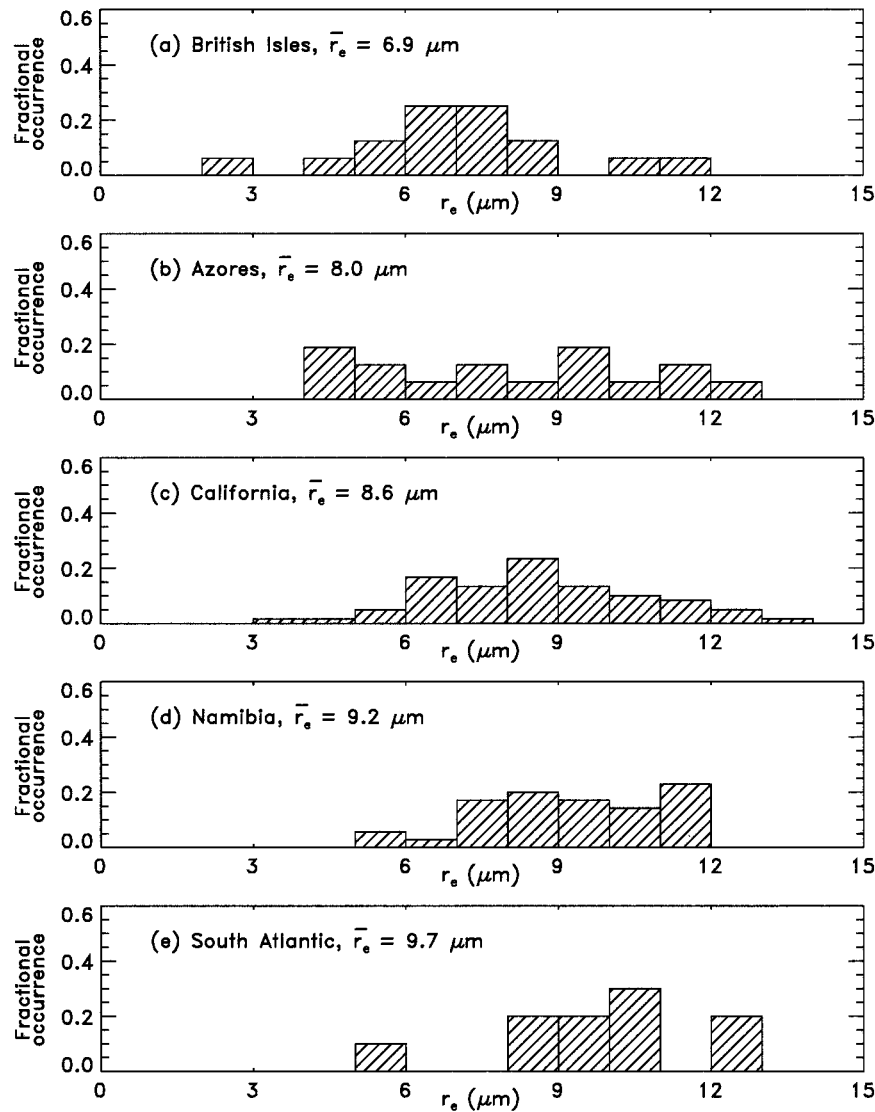 Fractional
occurrence
0.6
0.4
0.2
0.0
(a) British Isles, r̅ₑ = 6.9 μm
0 3 6 9 12 15
rₑ (μm)
Fractional
occurrence
0.6
0.4
0.2
0.0
(b) Azores, r̅ₑ = 8.0 μm
0 3 6 9 12 15
rₑ (μm)
Fractional
occurrence
0.6
0.4
0.2
0.0
(c) California, r̅ₑ = 8.6 μm
0 3 6 9 12 15
rₑ (μm)
Fractional
occurrence
0.6
0.4
0.2
0.0
(d) Namibia, r̅ₑ = 9.2 μm
0 3 6 9 12 15
rₑ (μm)
Fractional
occurrence
0.6
0.4
0.2
0.0
(e) South Atlantic, r̅ₑ = 9.7 μm
0 3 6 9 12 15
rₑ (μm)